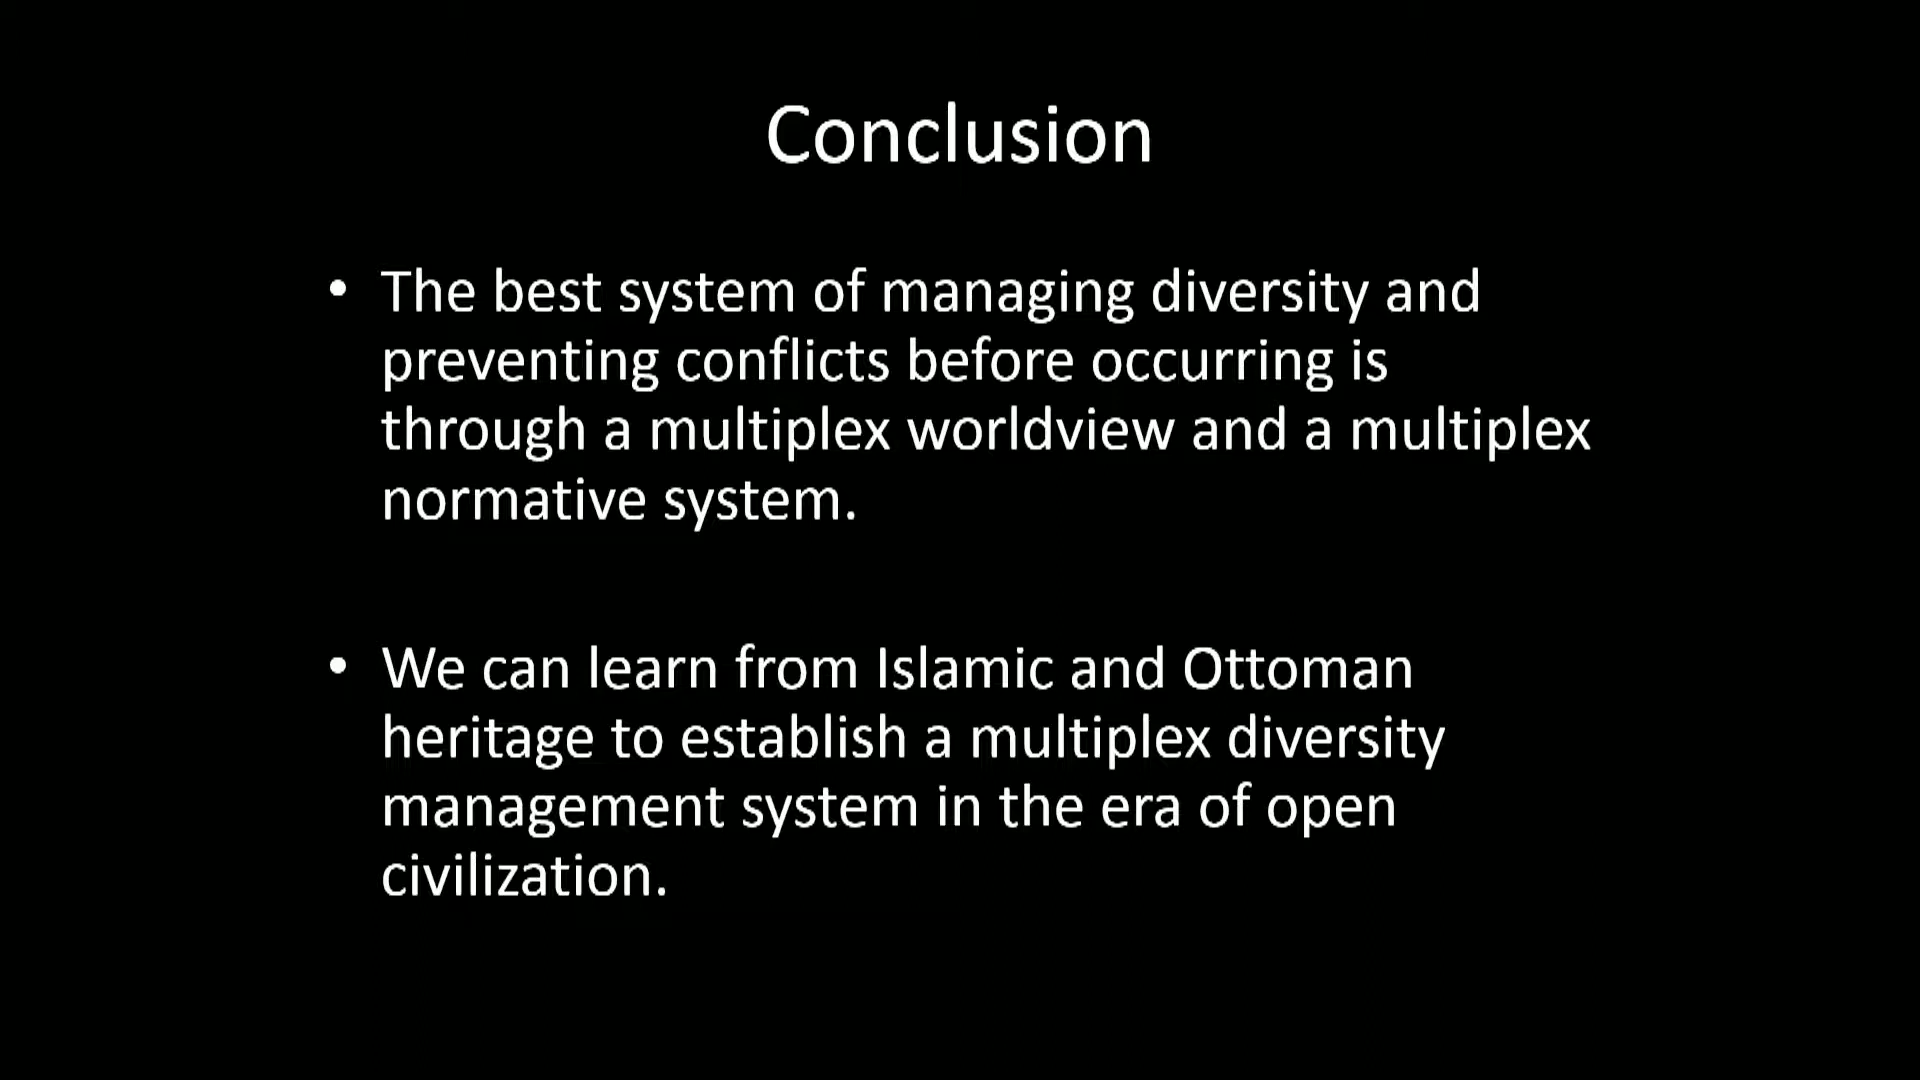 Conclusion
• The best system of managing diversity and
preventing conflicts before occurring is
through a multiplex worldview and a multiplex
normative system.
• We can learn from Islamic and Ottoman
heritage to establish a multiplex diversity
management system in the era of open
civilization.